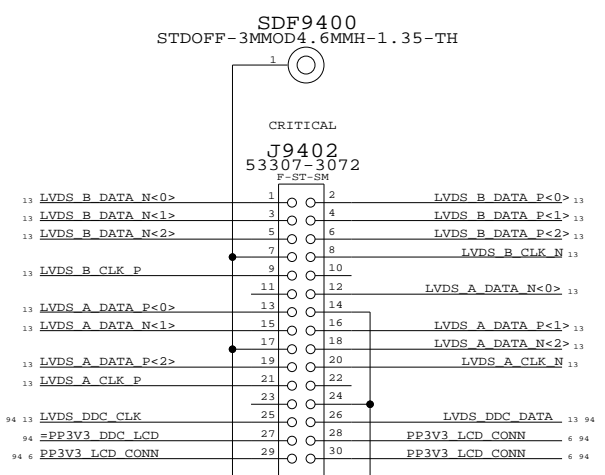 SDF9400
STDOFF-3MMOD4.6MMH-1.35-TH
1
CRITICAL
J9402
53307-3072
F-ST-SM
13 LVDS_B_DATA_N<0> 1 2 LVDS_B_DATA_P<0> 13
13 LVDS_B_DATA_N<1> 3 4 LVDS_B_DATA_P<1> 13
13 LVDS_B_DATA_N<2> 5 6 LVDS_B_DATA_P<2> 13
7 8 LVDS_B_CLK_N 13
13 LVDS_B_CLK_P 9 10
11 12 LVDS_A_DATA_N<0> 13
13 LVDS_A_DATA_P<0> 13 14
13 LVDS_A_DATA_N<1> 15 16 LVDS_A_DATA_P<1> 13
17 18 LVDS_A_DATA_N<2> 13
13 LVDS_A_DATA_P<2> 19 20 LVDS_A_CLK_N 13
13 LVDS_A_CLK_P 21 22
23 24
94 13 LVDS_DDC_CLK 25 26 LVDS_DDC_DATA 13 94
94 =PP3V3_DDC_LCD 27 28 PP3V3_LCD_CONN 6 94
94 6 PP3V3_LCD_CONN 29 30 PP3V3_LCD_CONN 6 94